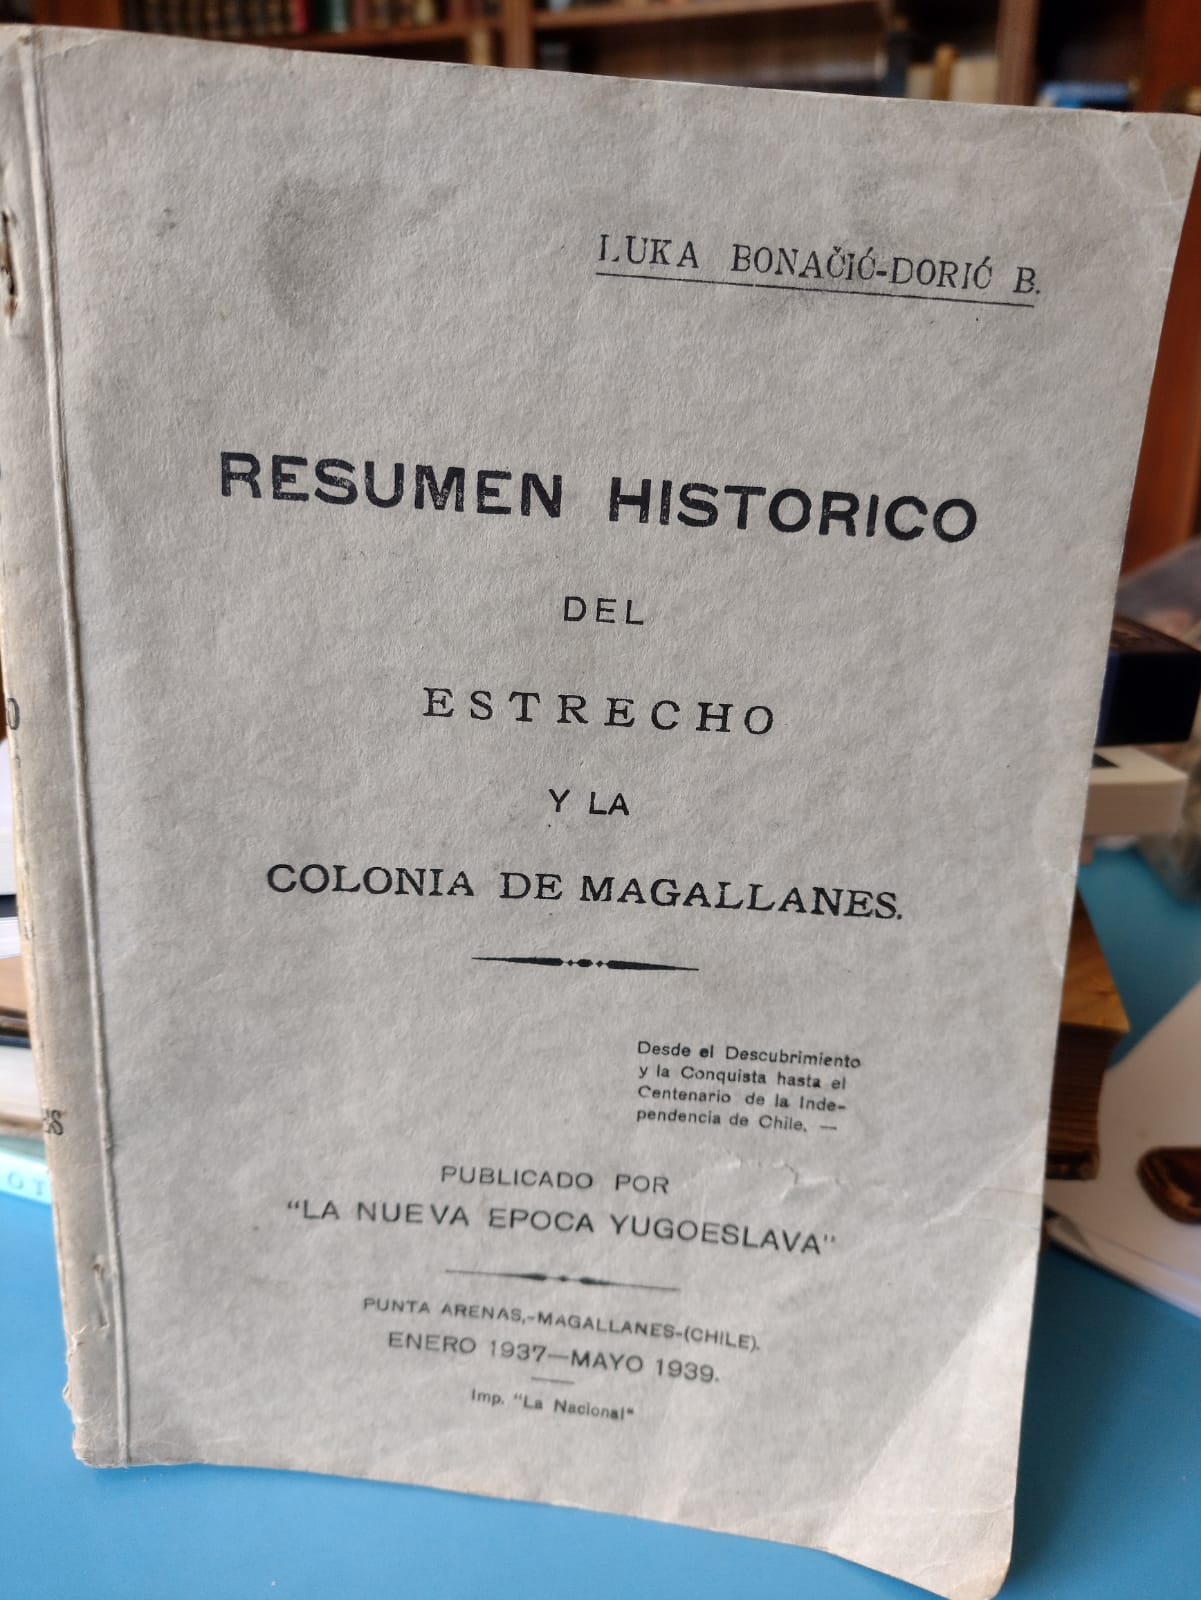 LUKA BONAČIĆ-DORIĆ B.
RESUMEN HISTORICO
DEL
ESTRECHO
Y LA
COLONIA DE MAGALLANES.
Desde el Descubrimiento
y la Conquista hasta el
Centenario de la Inde-
pendencia de Chile. —
PUBLICADO POR
"LA NUEVA EPOCA YUGOESLAVA"
PUNTA ARENAS,-MAGALLANES-(CHILE).
ENERO 1937—MAYO 1939.
Imp. "La Nacional"